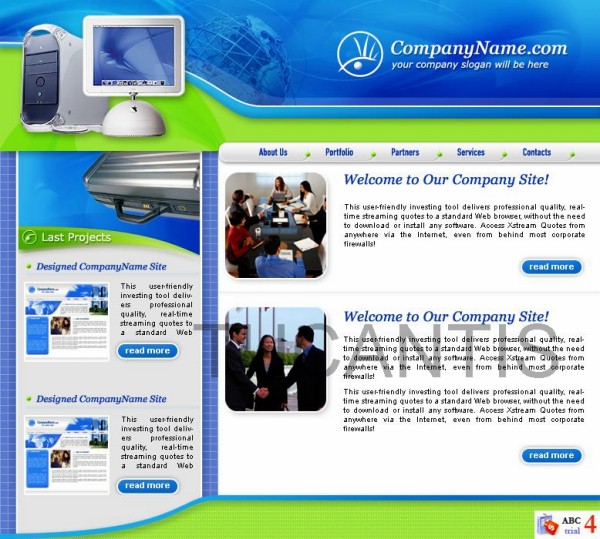 CompanyName.com
your company slogan will be here
About Us
Portfolio
Partners
Services
Contacts
Last Projects
Designed CompanyName Site
This user-friendly
investing tool deliv-
ers professional
quality, real-time
streaming quotes to
a standard Web
read more
Designed CompanyName Site
This user-friendly
investing tool deliv-
ers professional
quality, real-time
streaming quotes to
a standard Web
read more
Welcome to Our Company Site!
This user-friendly investing tool delivers professional quality, real-
time streaming quotes to a standard Web browser, without the need
to download or install any software. Access Xstream Quotes from
anywhere via the Internet, even from behind most corporate
firewalls!
read more
Welcome to Our Company Site!
This user-friendly investing tool delivers professional quality, real-
time streaming quotes to a standard Web browser, without the need
to download or install any software. Access Xstream Quotes from
anywhere via the Internet, even from behind most corporate
firewalls!
This user-friendly investing tool delivers professional quality, real-
time streaming quotes to a standard Web browser, without the need
to download or install any software. Access Xstream Quotes from
anywhere via the Internet, even from behind most corporate
firewalls!
read more
ABC 4
trial